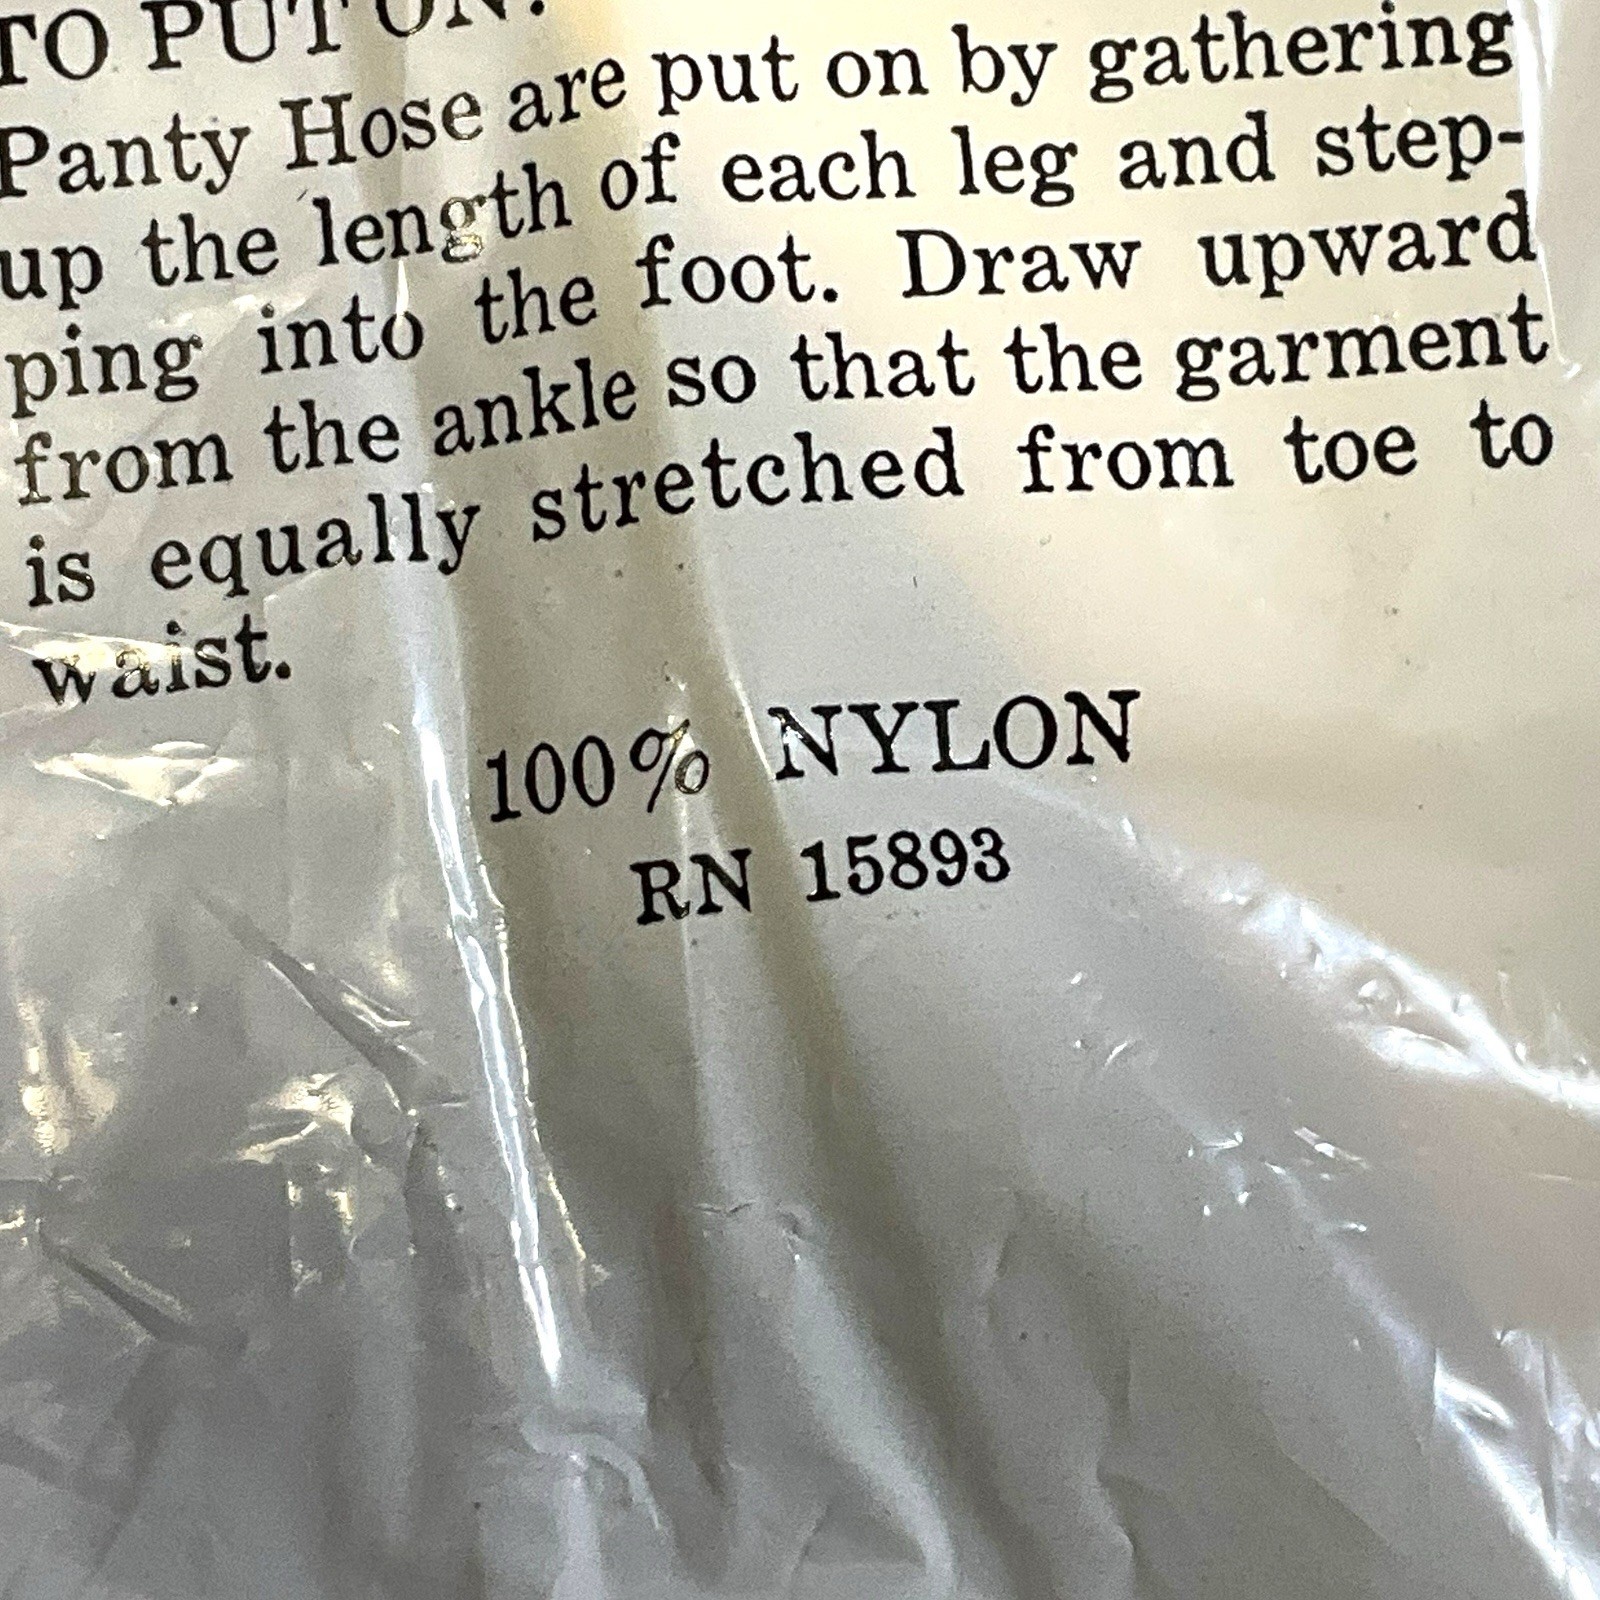 TO PUT ON:
Panty Hose are put on by gathering
up the length of each leg and step-
ping into the foot. Draw upward
from the ankle so that the garment
is equally stretched from toe to
waist.
100% NYLON
RN 15893